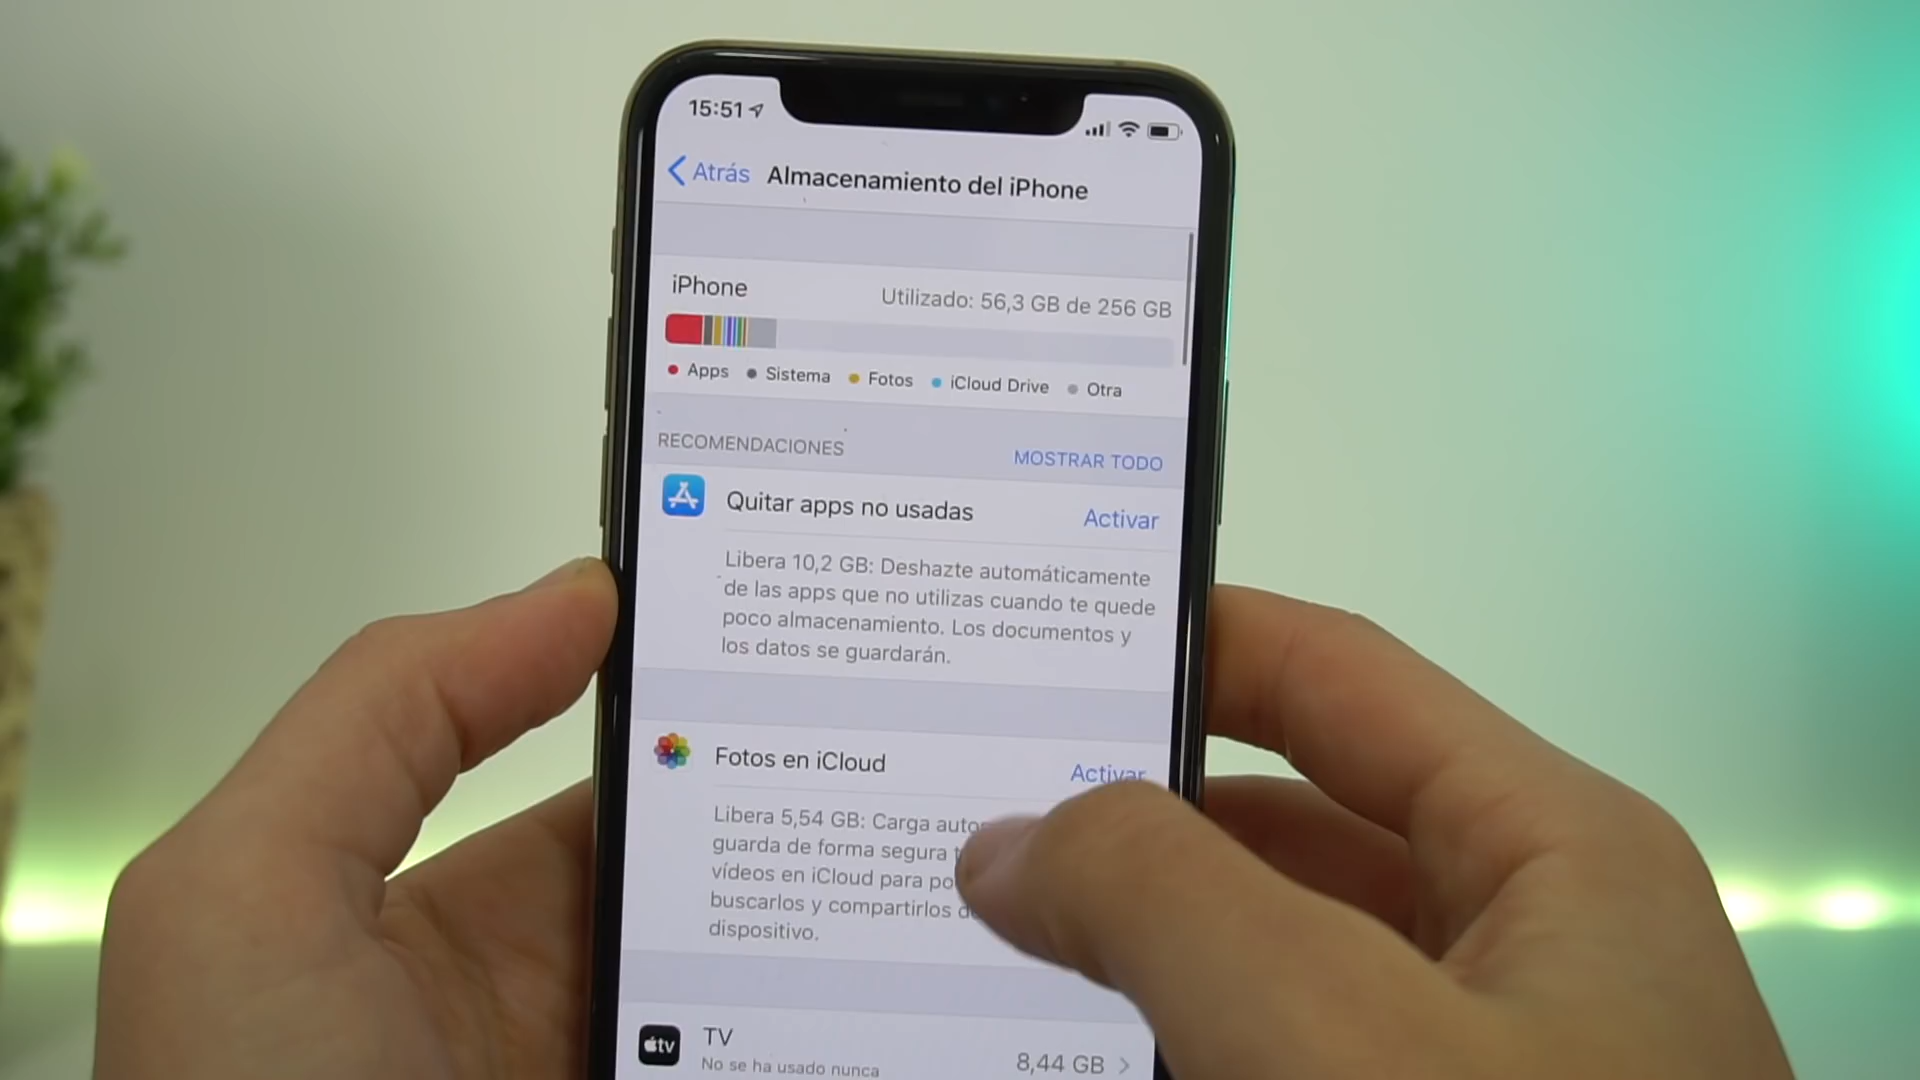 15:51
Atrás Almacenamiento del iPhone
iPhone Utilizado: 56,3 GB de 256 GB
Apps Sistema Fotos iCloud Drive Otra
RECOMENDACIONES MOSTRAR TODO
Quitar apps no usadas Activar
Libera 10,2 GB: Deshazte automáticamente
de las apps que no utilizas cuando te quede
poco almacenamiento. Los documentos y
los datos se guardarán.
Fotos en iCloud Activar
Libera 5,54 GB: Carga
guarda de forma segura
vídeos en iCloud para
buscarlos y compartirlos
dispositivo.
tv TV
No se ha usado nunca 8,44 GB